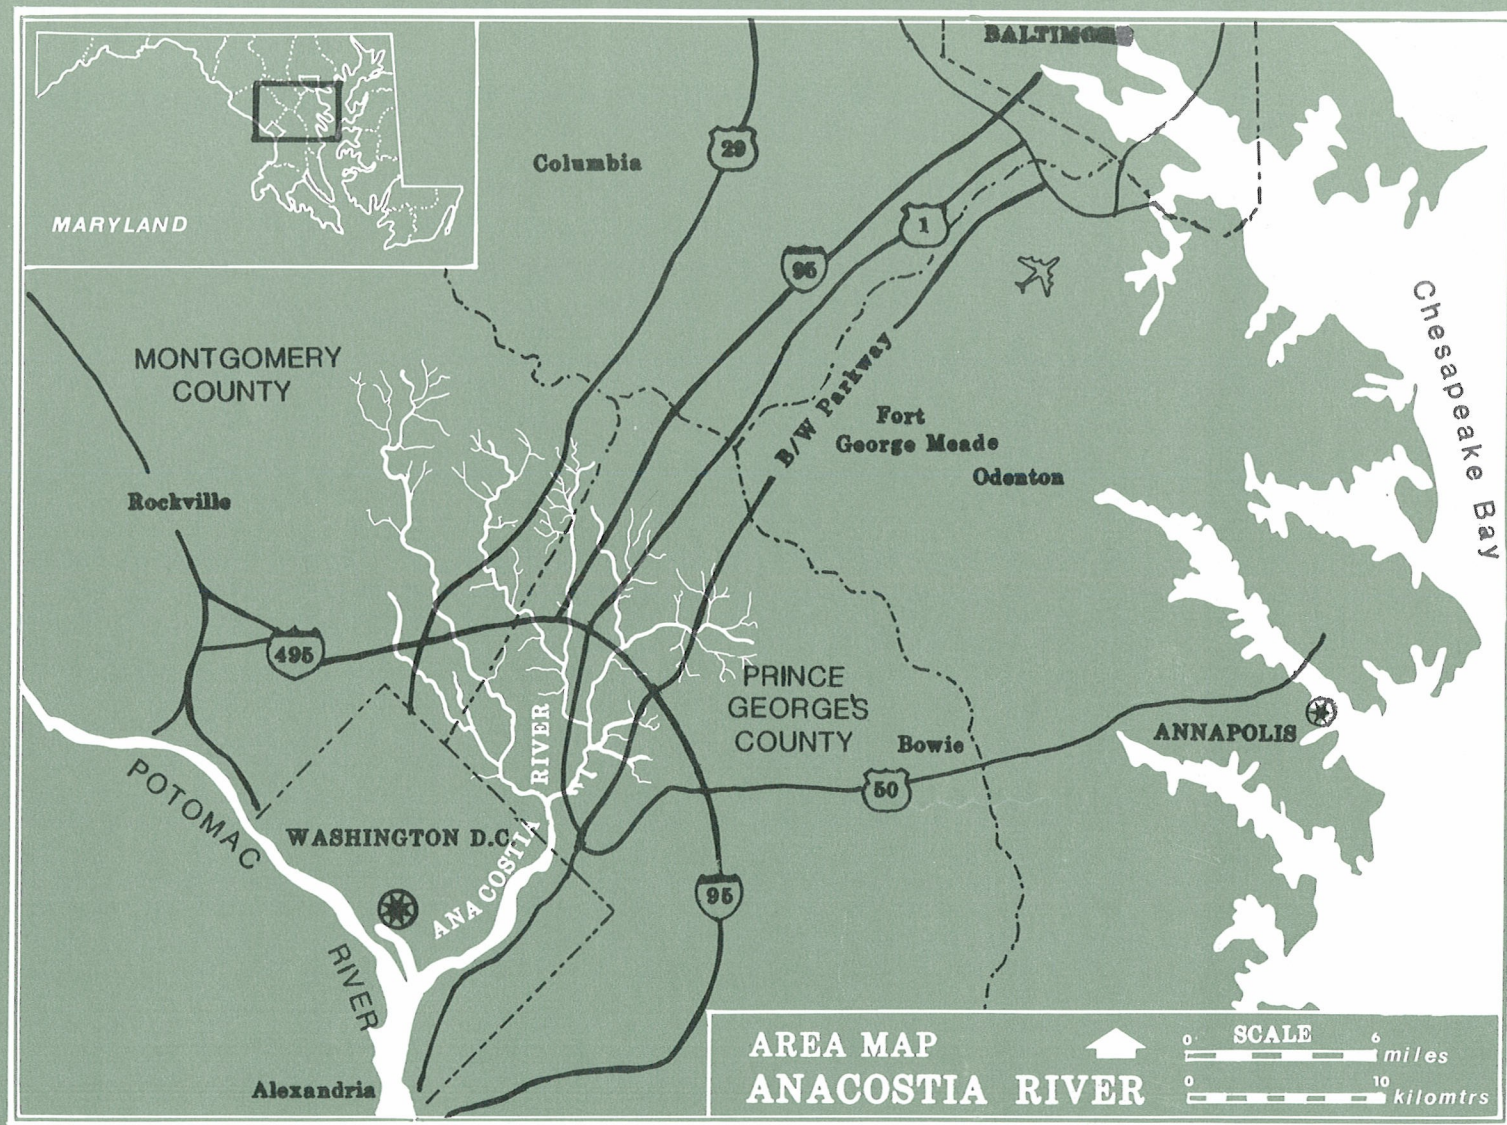 BALTIMORE
29
Columbia
MARYLAND
1
95
MONTGOMERY
COUNTY
Chesapeake Bay
B/W Parkway
Fort
George Meade
Odenton
Rockville
495
PRINCE
GEORGE'S
COUNTY
Bowie
ANNAPOLIS
50
POTOMAC
RIVER
WASHINGTON D.C.
ANACOSTIA
RIVER
95
Alexandria
AREA MAP
ANACOSTIA RIVER
SCALE
0 6
miles
0 10
kilomtrs